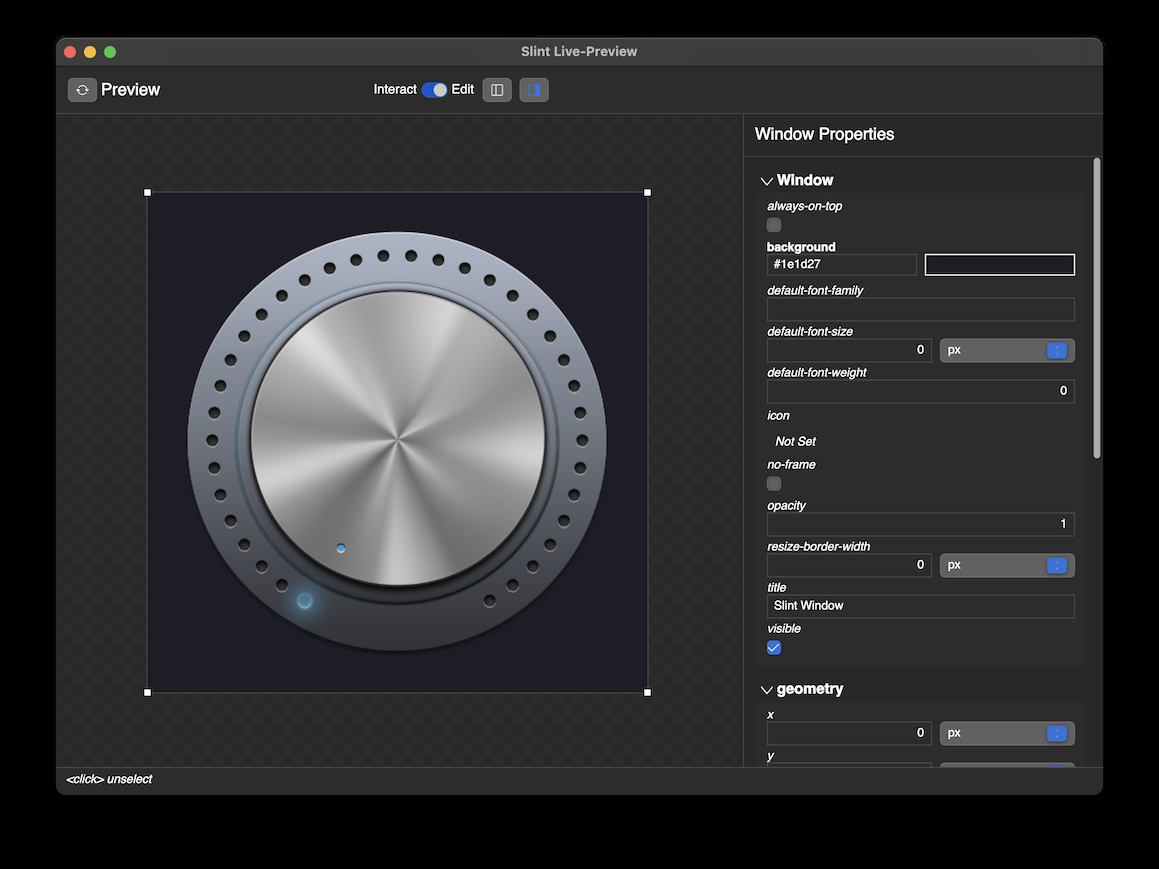 Slint Live-Preview
Preview
Interact Edit
Window Properties
Window
always-on-top
background
#1e1d27
default-font-family
default-font-size
0 px
default-font-weight
0
icon
Not Set
no-frame
opacity
1
resize-border-width
0 px
title
Slint Window
visible
geometry
x
0 px
y
<click> unselect